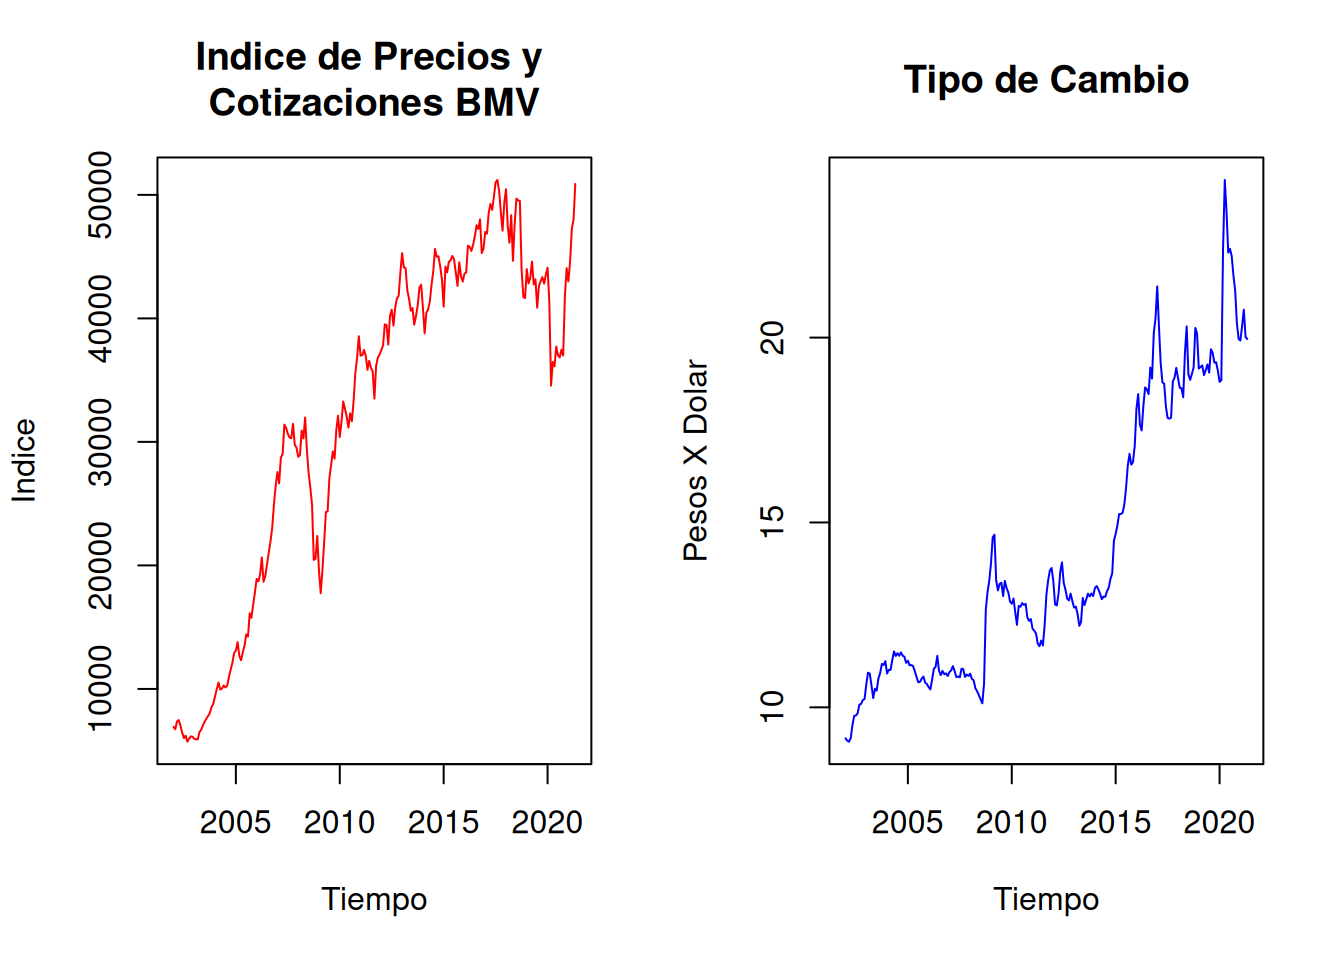 Indice de Precios y
Cotizaciones BMV
Indice
50000
40000
30000
20000
10000
2005 2010 2015 2020
Tiempo
Tipo de Cambio
Pesos X Dolar
20
15
10
2005 2010 2015 2020
Tiempo